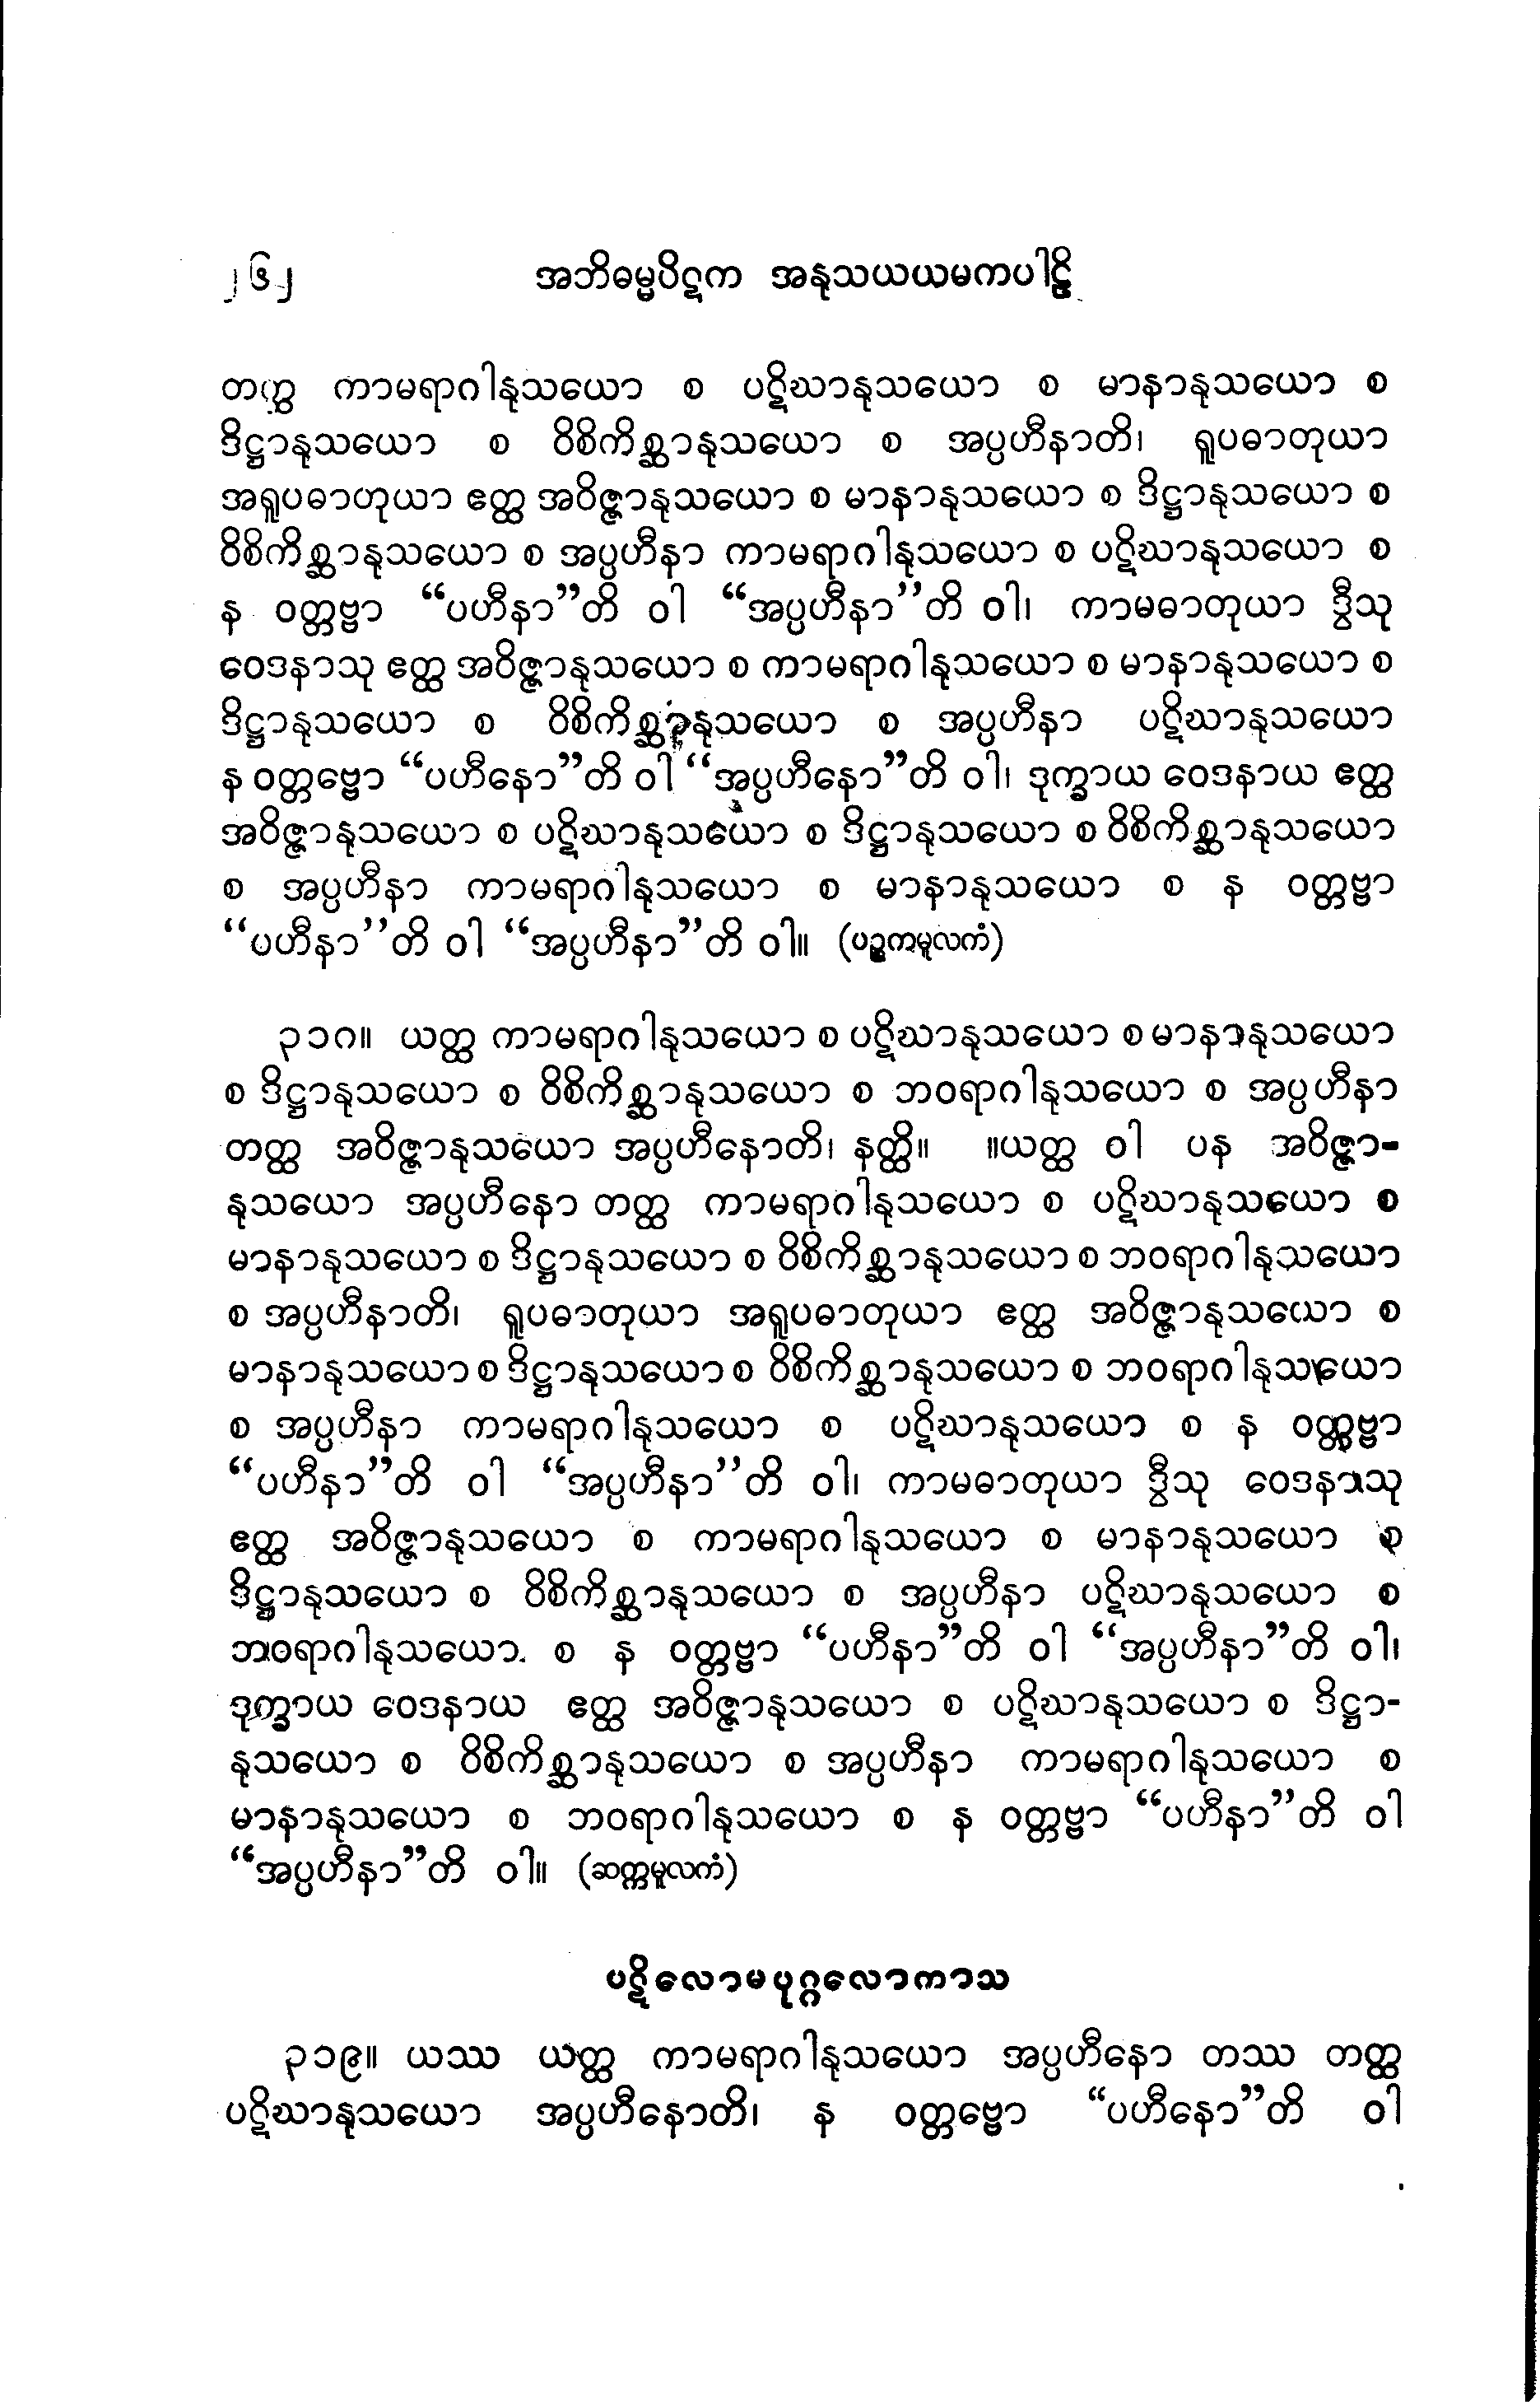 ၂၆၂ အဘိဓမ္မပိဋက အနုသယယမကပါဠိ
တတ္ထ ကာမရာဂါနုသယော စ ပဋိဃာနုသယော စ မာနာနုသယော စ
ဒိဋ္ဌာနုသယော စ ဝိစိကိစ္ဆာနုသယော စ အပ္ပဟီနာတိ၊ ရူပဓာတုယာ
အရူပဓာတုယာ ဧတ္ထ အဝိဇ္ဇာနုသယော စ မာနာနုသယော စ ဒိဋ္ဌာနုသယော စ
ဝိစိကိစ္ဆာနုသယော စ အပ္ပဟီနာ ကာမရာဂါနုသယော စ ပဋိဃာနုသယော စ
န ဝတ္တဗ္ဗာ “ပဟီနာ”တိ ဝါ “အပ္ပဟီနာ”တိ ဝါ၊ ကာမဓာတုယာ ဒွီသု
ဝေဒနာသု ဧတ္ထ အဝိဇ္ဇာနုသယော စ ကာမရာဂါနုသယော စ မာနာနုသယော စ
ဒိဋ္ဌာနုသယော စ ဝိစိကိစ္ဆာနုသယော စ အပ္ပဟီနာ ပဋိဃာနုသယော
န ဝတ္တဗ္ဗော “ပဟီနော”တိ ဝါ “အပ္ပဟီနော”တိ ဝါ၊ ဒုက္ခာယ ဝေဒနာယ ဧတ္ထ
အဝိဇ္ဇာနုသယော စ ပဋိဃာနုသယော စ ဒိဋ္ဌာနုသယော စ ဝိစိကိစ္ဆာနုသယော
စ အပ္ပဟီနာ ကာမရာဂါနုသယော စ မာနာနုသယော စ န ဝတ္တဗ္ဗာ
“ပဟီနာ”တိ ဝါ “အပ္ပဟီနာ”တိ ဝါ။ (ပဉ္စကမူလကံ)
၃၁၈။ ယတ္ထ ကာမရာဂါနုသယော စ ပဋိဃာနုသယော စ မာနာနုသယော
စ ဒိဋ္ဌာနုသယော စ ဝိစိကိစ္ဆာနုသယော စ ဘဝရာဂါနုသယော စ အပ္ပဟီနာ
တတ္ထ အဝိဇ္ဇာနုသယော အပ္ပဟီနောတိ၊ နတ္ထိ။ ။ယတ္ထ ဝါ ပန အဝိဇ္ဇာ-
နုသယော အပ္ပဟီနော တတ္ထ ကာမရာဂါနုသယော စ ပဋိဃာနုသယော စ
မာနာနုသယော စ ဒိဋ္ဌာနုသယော စ ဝိစိကိစ္ဆာနုသယော စ ဘဝရာဂါနုသယော
စ အပ္ပဟီနာတိ၊ ရူပဓာတုယာ အရူပဓာတုယာ ဧတ္ထ အဝိဇ္ဇာနုသယော စ
မာနာနုသယော စ ဒိဋ္ဌာနုသယော စ ဝိစိကိစ္ဆာနုသယော စ ဘဝရာဂါနုသယော
စ အပ္ပဟီနာ ကာမရာဂါနုသယော စ ပဋိဃာနုသယော စ န ဝတ္တဗ္ဗာ
“ပဟီနာ”တိ ဝါ “အပ္ပဟီနာ”တိ ဝါ၊ ကာမဓာတုယာ ဒွီသု ဝေဒနာသု
ဧတ္ထ အဝိဇ္ဇာနုသယော စ ကာမရာဂါနုသယော စ မာနာနုသယော စ
ဒိဋ္ဌာနုသယော စ ဝိစိကိစ္ဆာနုသယော စ အပ္ပဟီနာ ပဋိဃာနုသယော စ
ဘဝရာဂါနုသယော စ န ဝတ္တဗ္ဗာ “ပဟီနာ”တိ ဝါ “အပ္ပဟီနာ”တိ ဝါ၊
ဒုက္ခာယ ဝေဒနာယ ဧတ္ထ အဝိဇ္ဇာနုသယော စ ပဋိဃာနုသယော စ ဒိဋ္ဌာ-
နုသယော စ ဝိစိကိစ္ဆာနုသယော စ အပ္ပဟီနာ ကာမရာဂါနုသယော စ
မာနာနုသယော စ ဘဝရာဂါနုသယော စ န ဝတ္တဗ္ဗာ “ပဟီနာ”တိ ဝါ
“အပ္ပဟီနာ”တိ ဝါ။ (ဆက္ကမူလကံ)
ပဋိလောမပုဂ္ဂလောကာသ
၃၁၉။ ယဿ ယတ္ထ ကာမရာဂါနုသယော အပ္ပဟီနော တဿ တတ္ထ
ပဋိဃာနုသယော အပ္ပဟီနောတိ၊ န ဝတ္တဗ္ဗော “ပဟီနော”တိ ဝါ